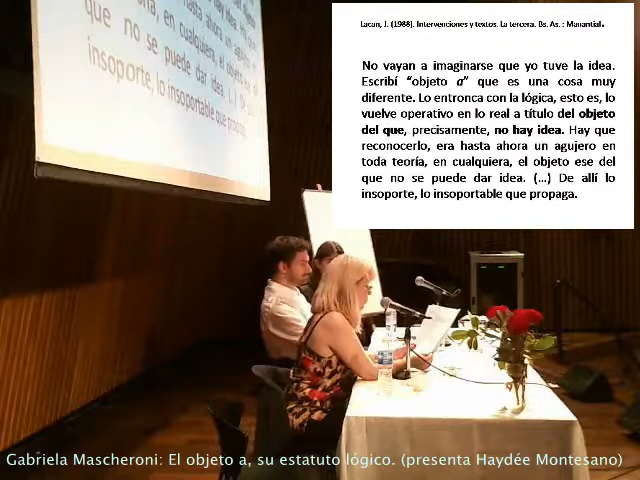 que no se puede dar idea. (...) De allí lo
insoporte, lo insoportable que propaga.
Lacan, J. (1988). Intervenciones y textos. La tercera. Bs. As. : Manantial.
No vayan a imaginarse que yo tuve la idea.
Escribí “objeto a” que es una cosa muy
diferente. Lo entronca con la lógica, esto es, lo
vuelve operativo en lo real a título del objeto
del que, precisamente, no hay idea. Hay que
reconocerlo, era hasta ahora un agujero en
toda teoría, en cualquiera, el objeto ese del
que no se puede dar idea. (...) De allí lo
insoporte, lo insoportable que propaga.
Gabriela Mascheroni: El objeto a, su estatuto lógico. (presenta Haydée Montesano)